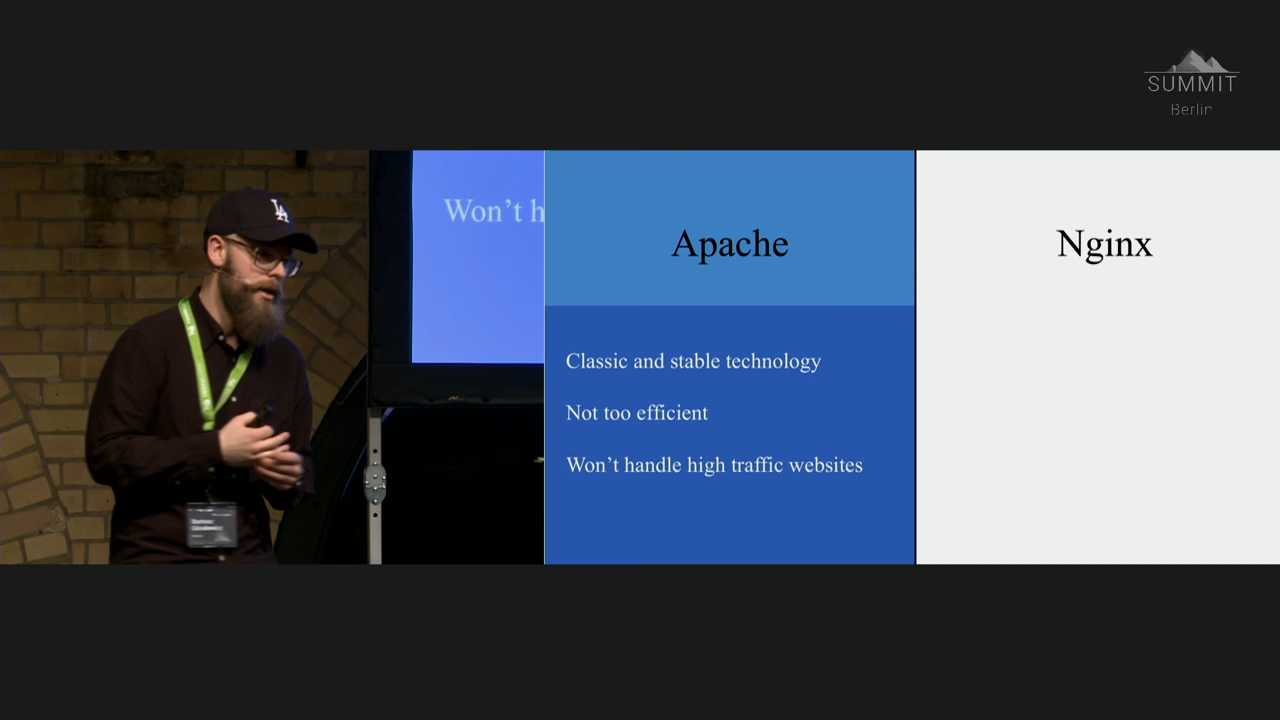 SUMMIT
Berlin
LA
Won’t h
Apache
Classic and stable technology
Not too efficient
Won’t handle high traffic websites
Nginx